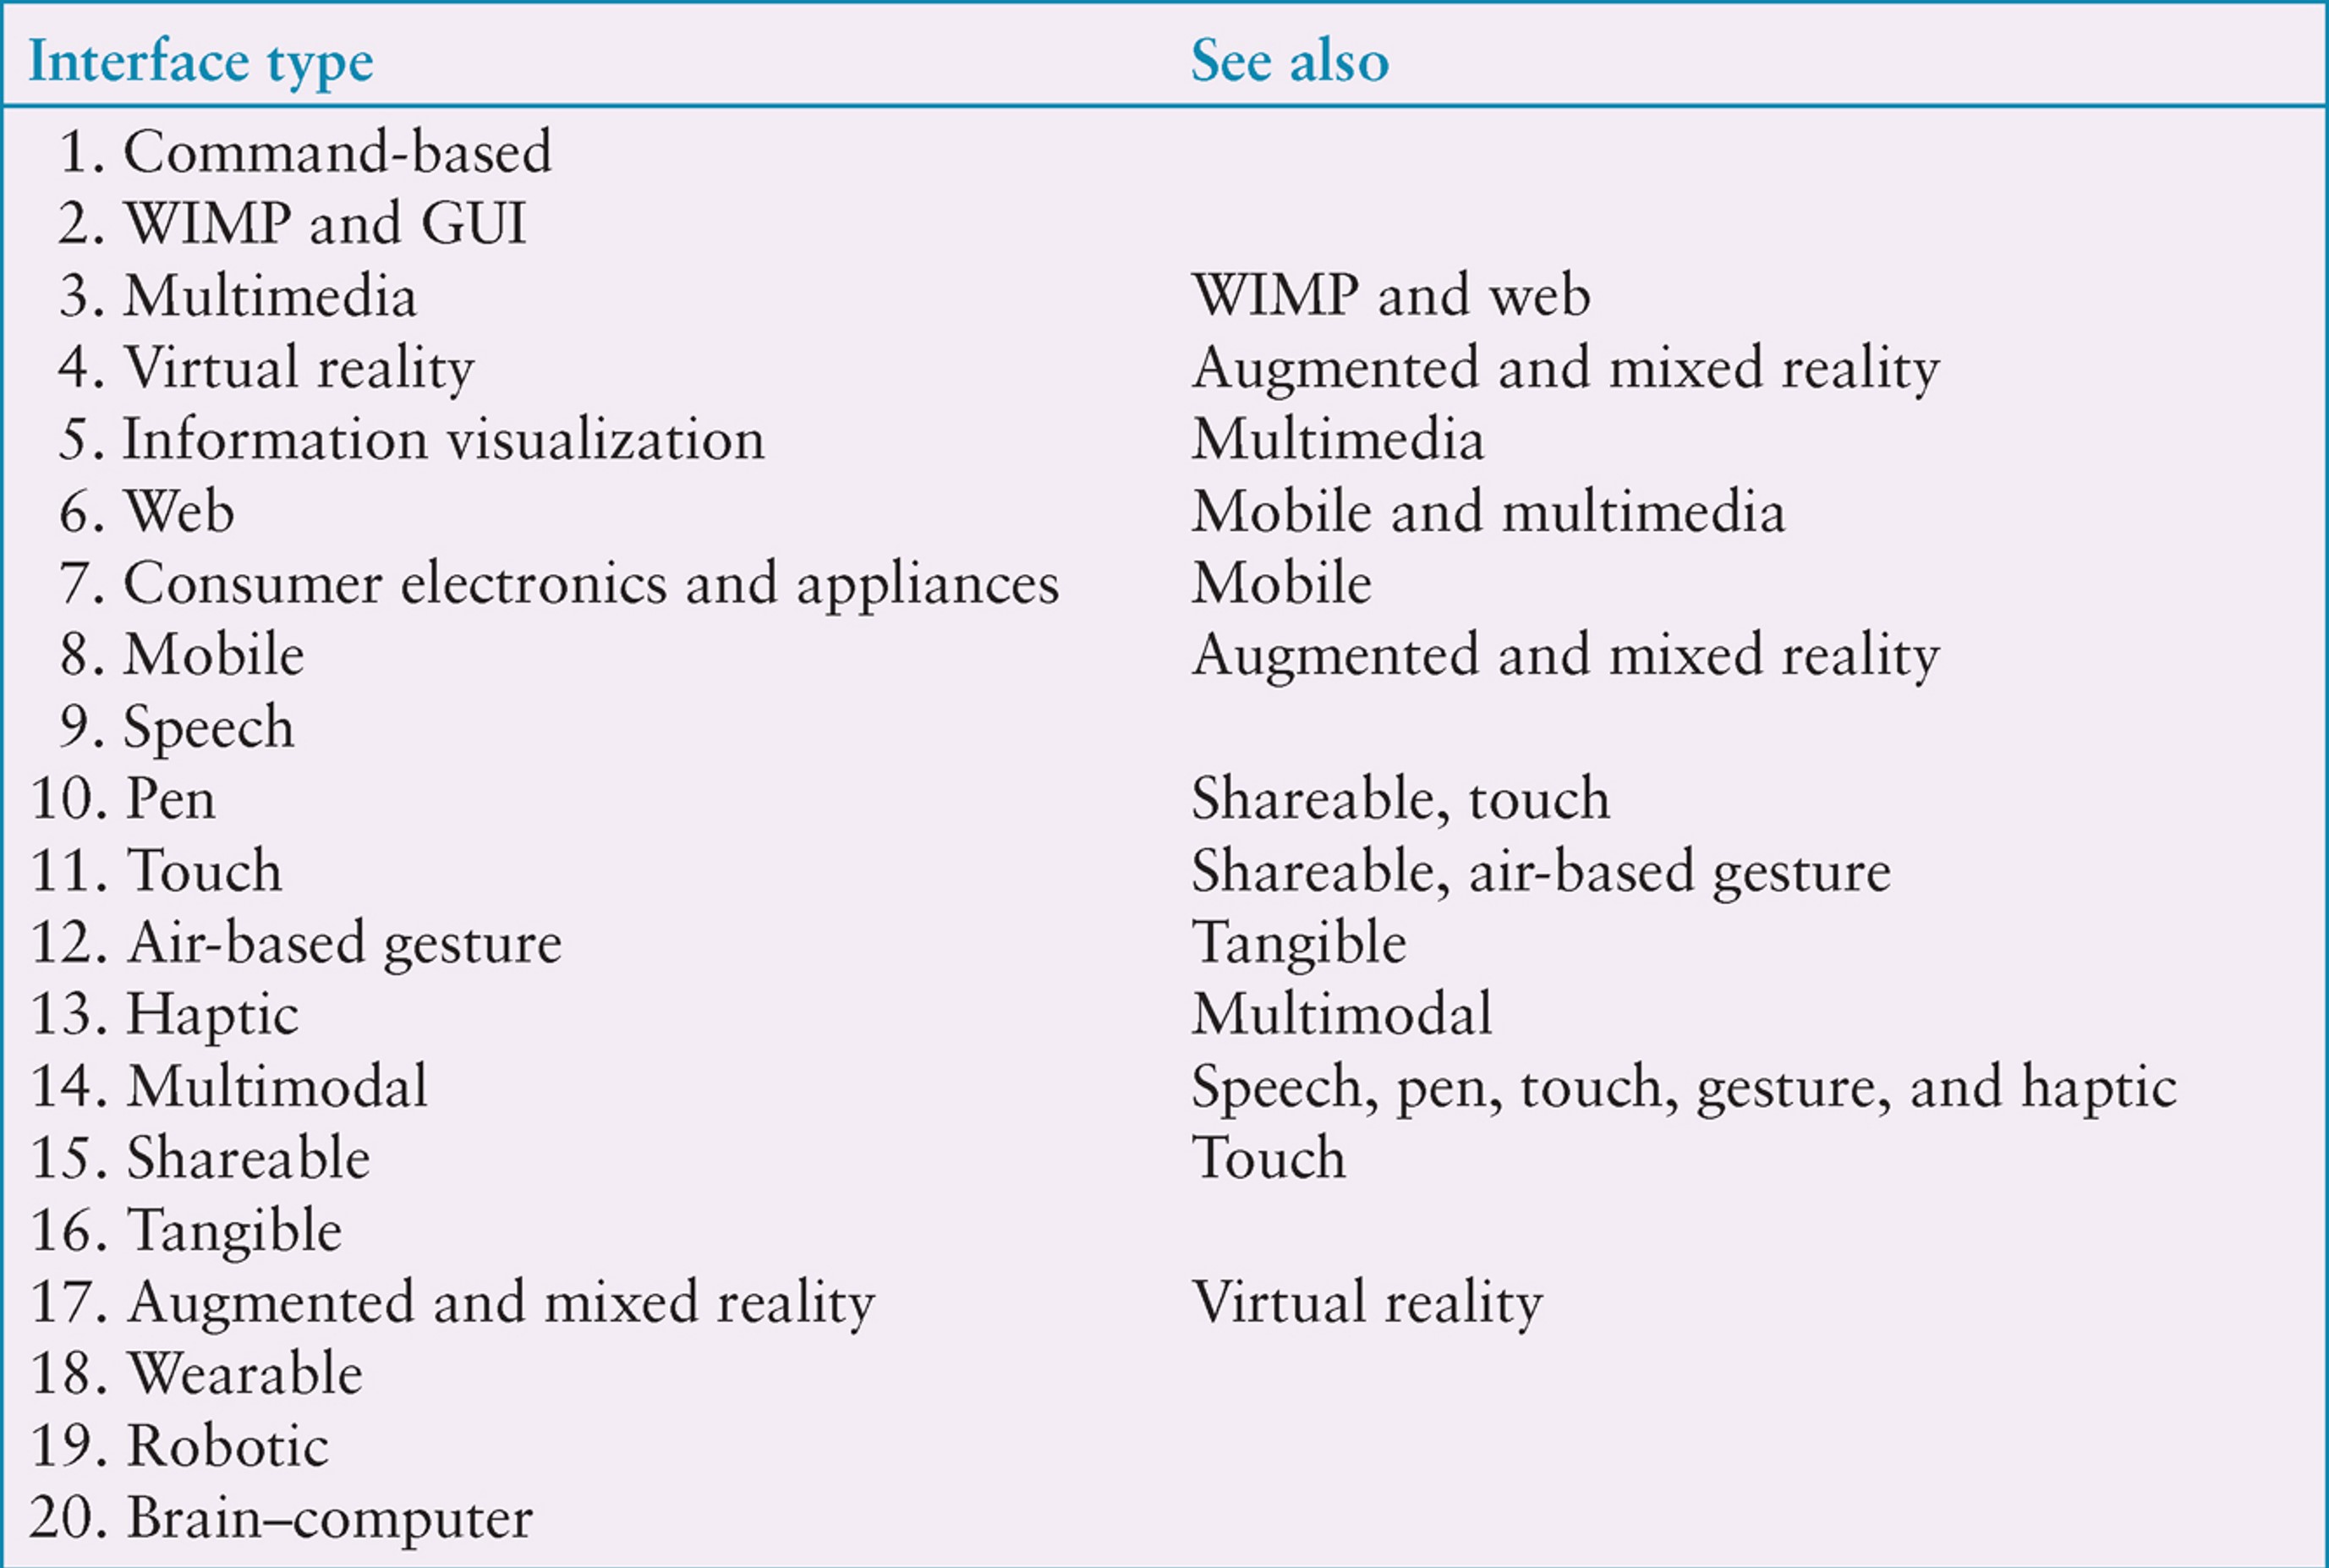 Interface type See also
1. Command-based
2. WIMP and GUI
3. Multimedia WIMP and web
4. Virtual reality Augmented and mixed reality
5. Information visualization Multimedia
6. Web Mobile and multimedia
7. Consumer electronics and appliances Mobile
8. Mobile Augmented and mixed reality
9. Speech
10. Pen Shareable, touch
11. Touch Shareable, air-based gesture
12. Air-based gesture Tangible
13. Haptic Multimodal
14. Multimodal Speech, pen, touch, gesture, and haptic
15. Shareable Touch
16. Tangible
17. Augmented and mixed reality Virtual reality
18. Wearable
19. Robotic
20. Brain–computer